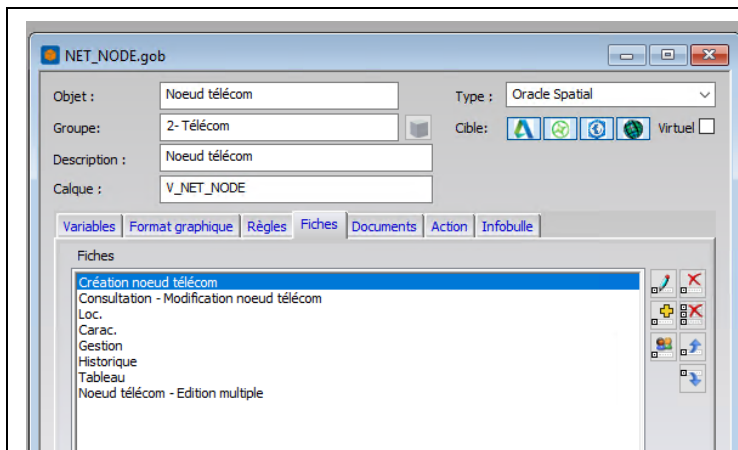 NET_NODE.gob
Objet : Noeud télécom Type : Oracle Spatial
Groupe: 2- Télécom Cible: Virtuel
Description : Noeud télécom
Calque : V_NET_NODE
Variables Format graphique Règles Fiches Documents Action Infobulle
Fiches
Création noeud télécom
Consultation - Modification noeud télécom
Loc.
Carac.
Gestion
Historique
Tableau
Noeud télécom - Edition multiple